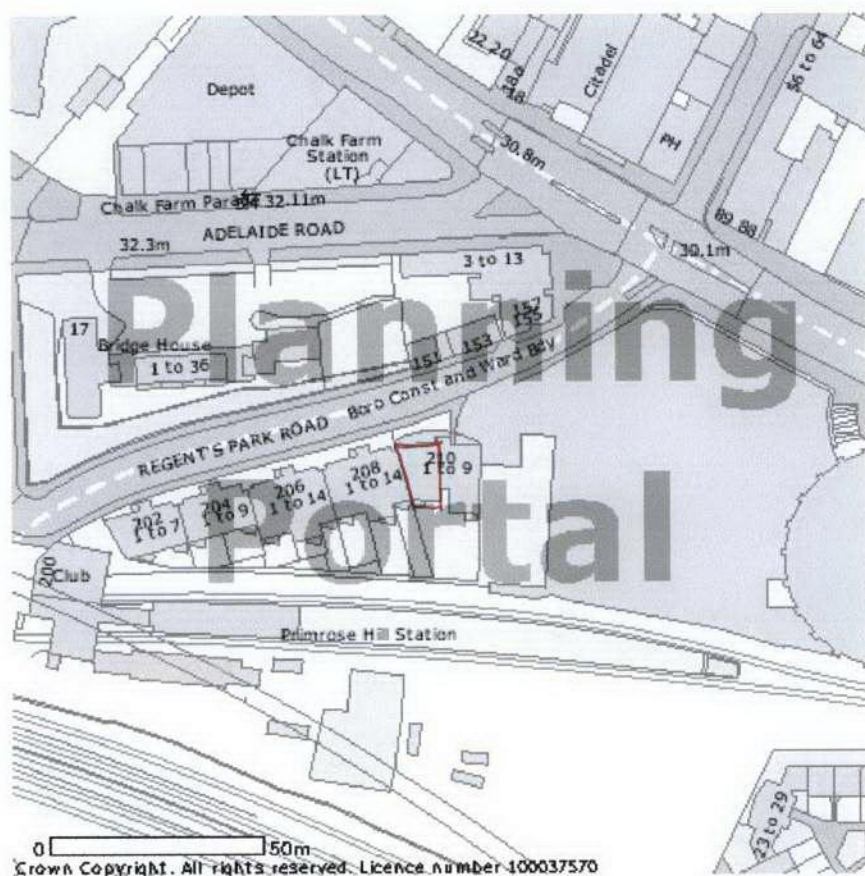 22 20
18a
18
Citadel
56 to 64
Depot
Chalk Farm
Station
(LT)
30.8m
PH
Chalk Farm Parade
32.11m
ADELAIDE ROAD
32.3m
89 88
30.1m
3 to 13
Planning
157
155
17
Bridge House
1 to 36
151
153
Boro Const and Ward Bdy
REGENT'S PARK ROAD
210
1 to 9
208
1 to 14
206
1 to 14
204
1 to 9
202
1 to 7
Portal
200
Club
Primrose Hill Station
23 to 29
0
50m
Crown Copyright. All rights reserved. Licence number 100037570